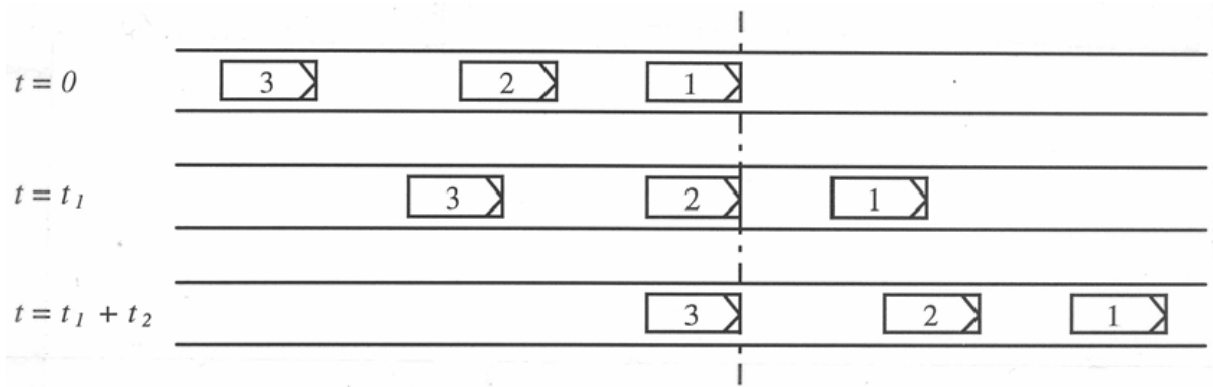 t = 0 3 2 1
t = t₁ 3 2 1
t = t₁ + t₂ 3 2 1